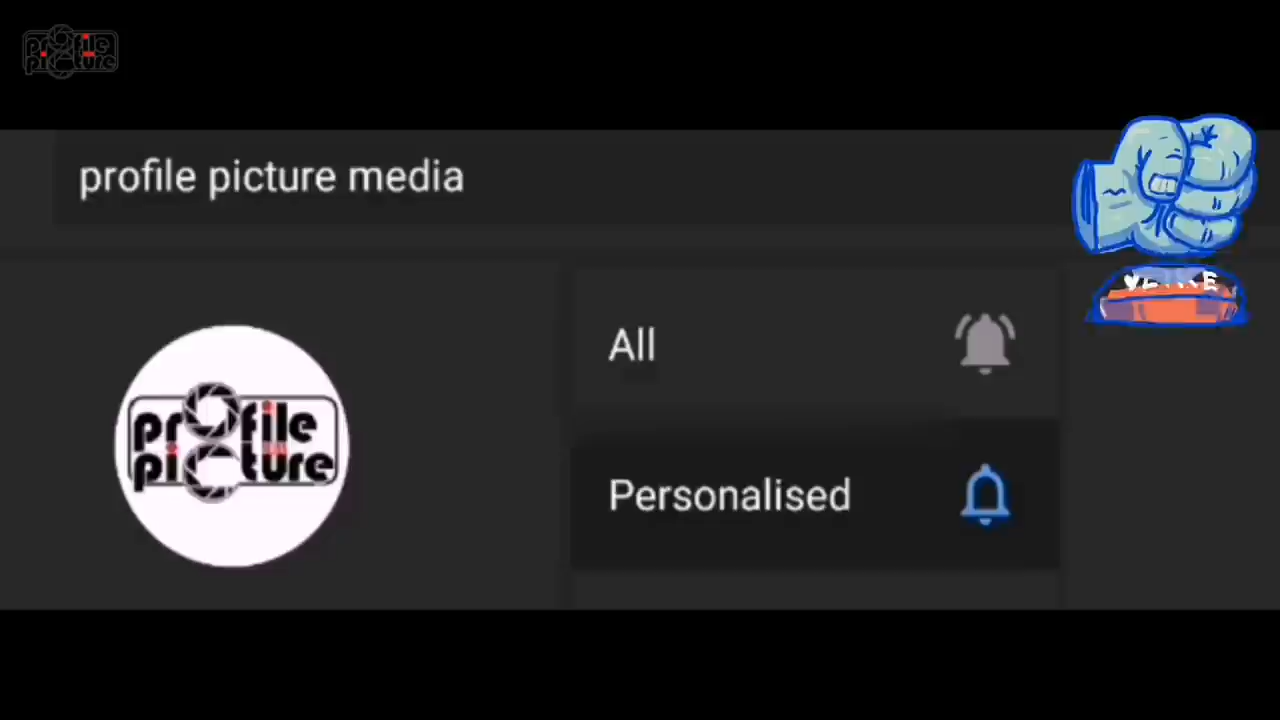 profile
picture
profile picture media
All
profile
picture
Personalised